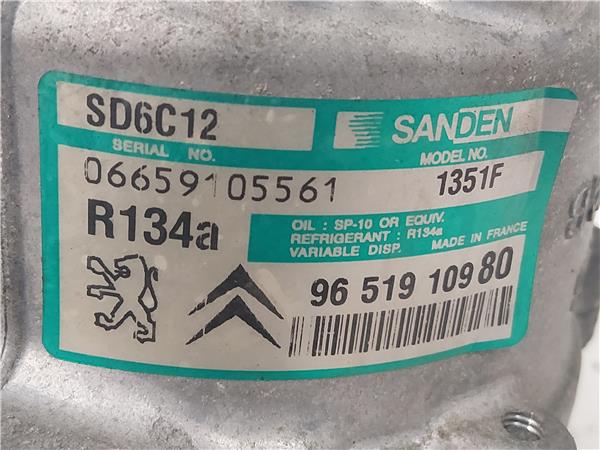 SD6C12
SANDEN
SERIAL NO.
MODEL NO.
06659105561
1351F
R134a
OIL : SP-10 OR EQUIV.
REFRIGERANT : R134a
VARIABLE DISP. MADE IN FRANCE
96 519 109 80